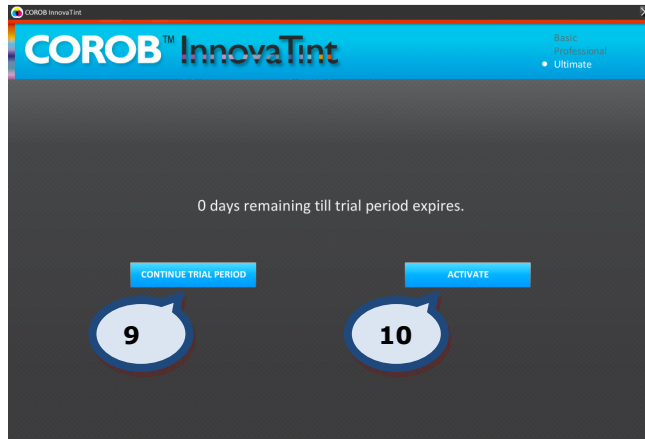 COROB InnovaTint
COROB™ InnovaTint
Basic
Professional
Ultimate
0 days remaining till trial period expires.
CONTINUE TRIAL PERIOD
ACTIVATE
9
10